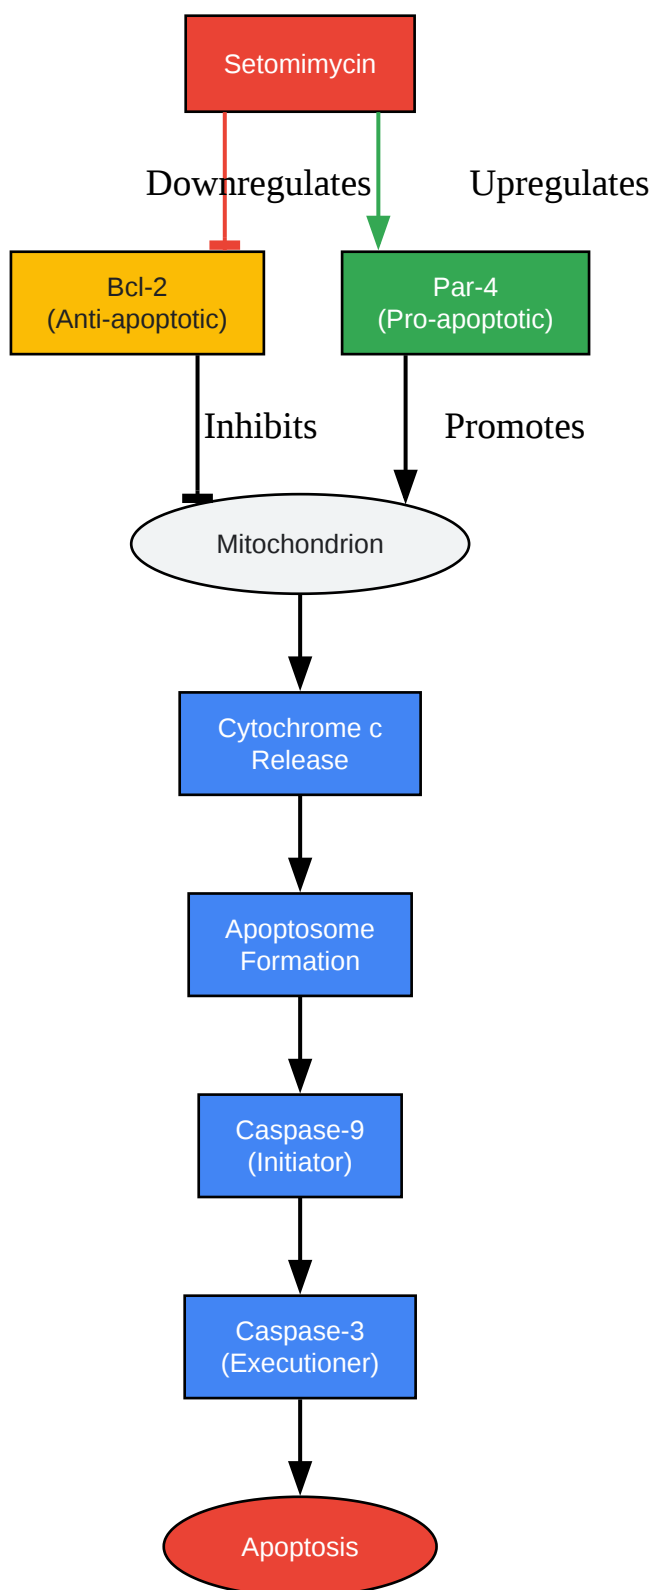 Setomimycin
Downregulates
Upregulates
Bcl-2
(Anti-apoptotic)
Par-4
(Pro-apoptotic)
Inhibits
Promotes
Mitochondrion
Cytochrome c
Release
Apoptosome
Formation
Caspase-9
(Initiator)
Caspase-3
(Executioner)
Apoptosis